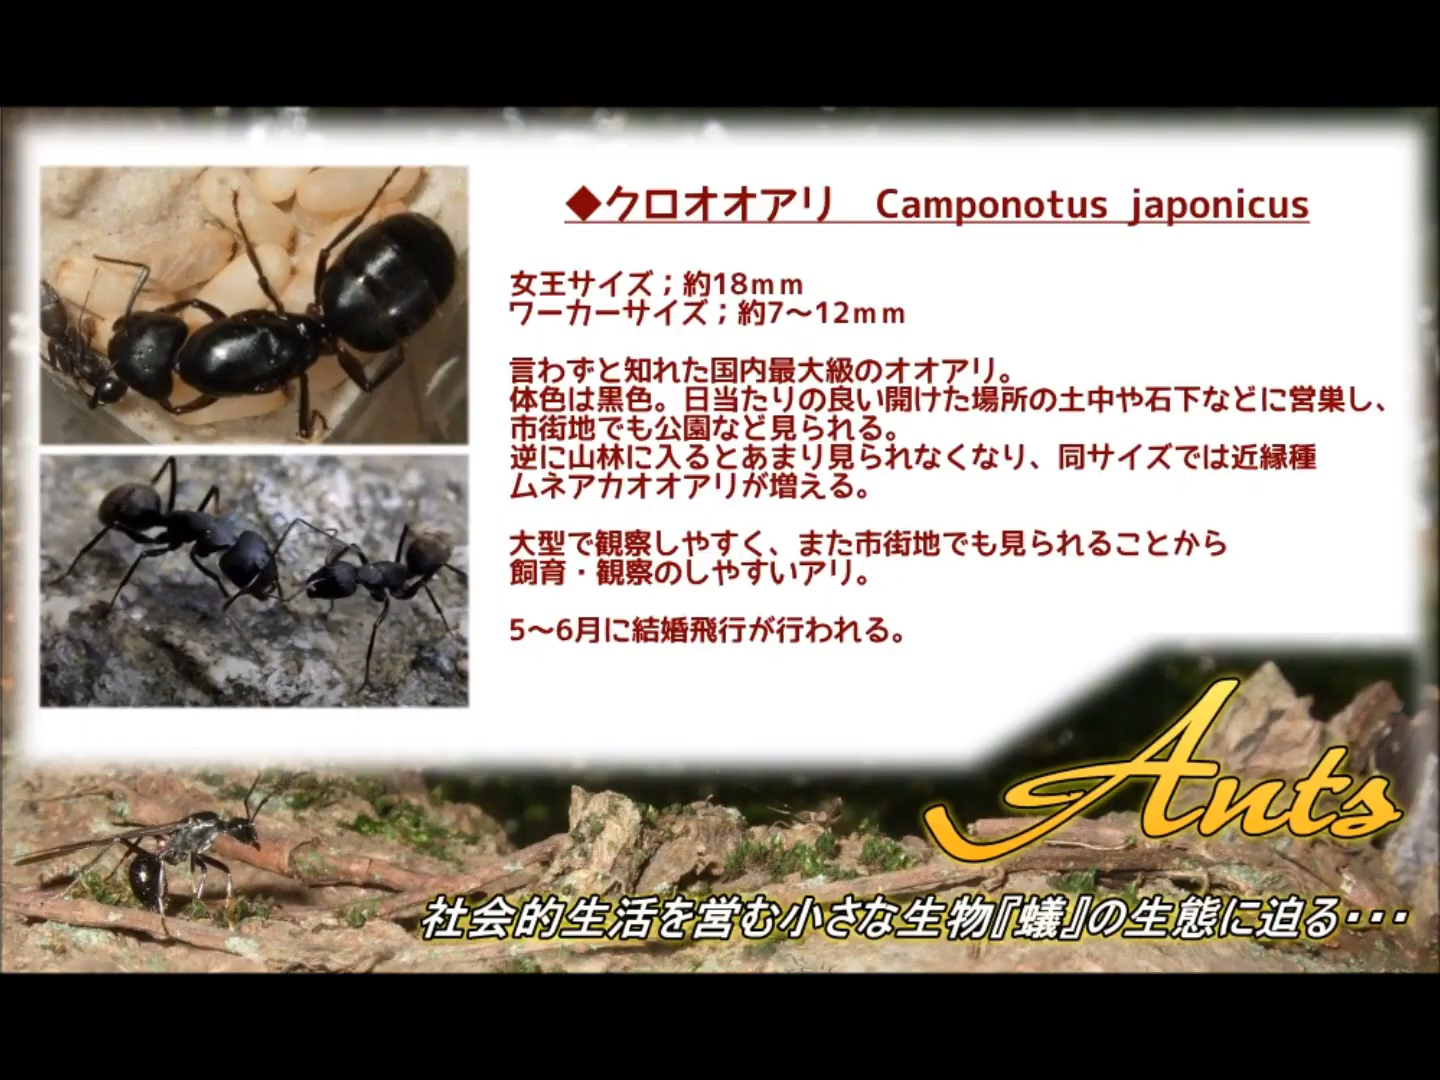 ◆クロオオアリ　Camponotus japonicus
女王サイズ；約18ｍｍ
ワーカーサイズ；約7～12ｍｍ
言わずと知れた国内最大級のオオアリ。
体色は黒色。日当たりの良い開けた場所の土中や石下などに営巣し、
市街地でも公園など見られる。
逆に山林に入るとあまり見られなくなり、同サイズでは近縁種
ムネアカオオアリが増える。
大型で観察しやすく、また市街地でも見られることから
飼育・観察のしやすいアリ。
5～6月に結婚飛行が行われる。
Ants
社会的生活を営む小さな生物『蟻』の生態に迫る・・・